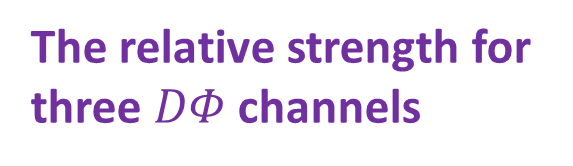 The relative strength for
three 𝐷𝛷 channels